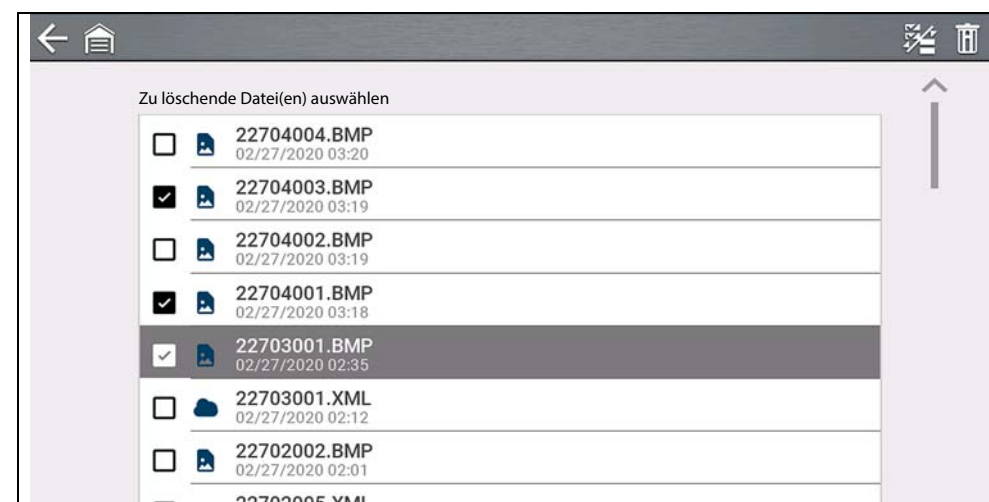 Zu löschende Datei(en) auswählen
22704004.BMP
02/27/2020 03:20
22704003.BMP
02/27/2020 03:19
22704002.BMP
02/27/2020 03:19
22704001.BMP
02/27/2020 03:18
22703001.BMP
02/27/2020 02:35
22703001.XML
02/27/2020 02:12
22702002.BMP
02/27/2020 02:01